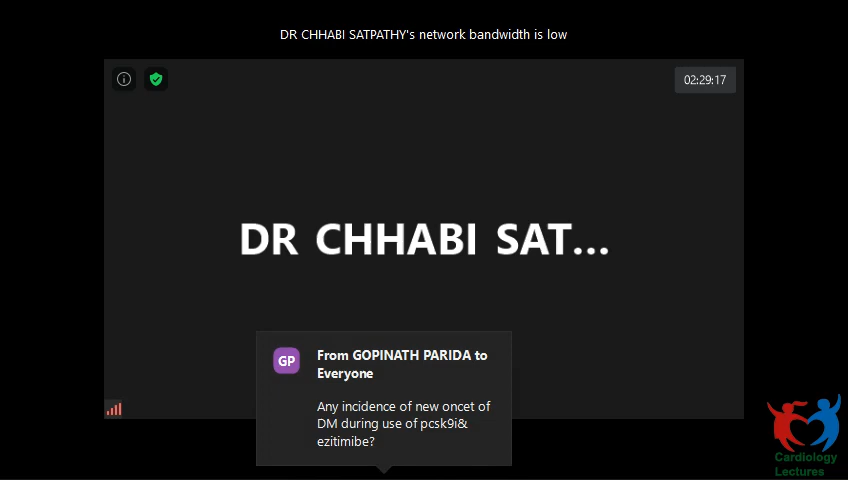 DR CHHABI SATPATHY's network bandwidth is low
02:29:17
DR CHHABI SAT...
GP
From GOPINATH PARIDA to
Everyone
Any incidence of new oncet of
DM during use of pcsk9i&
ezitimibe?
Cardiology
Lectures